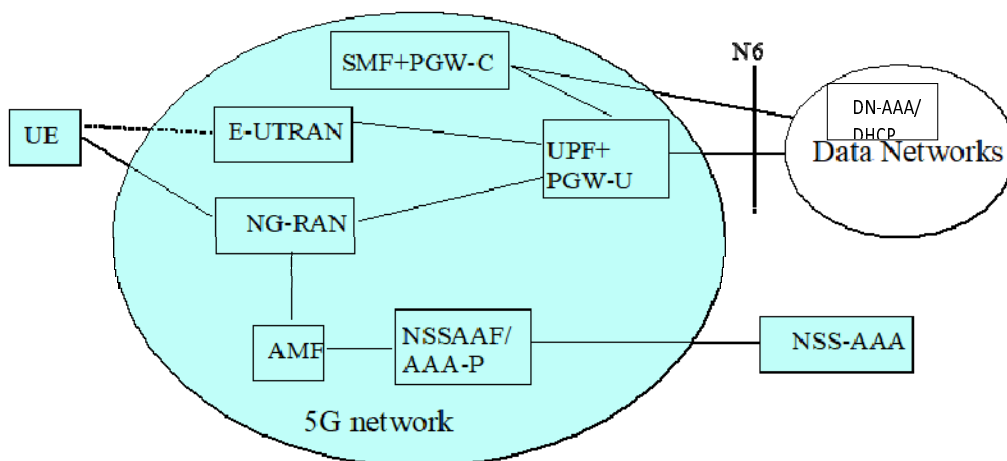 N6
SMF+PGW-C
DN-AAA/
DHCP
UE
E-UTRAN
UPF+
PGW-U
Data Networks
NG-RAN
AMF
NSSAAF/
AAA-P
NSS-AAA
5G network